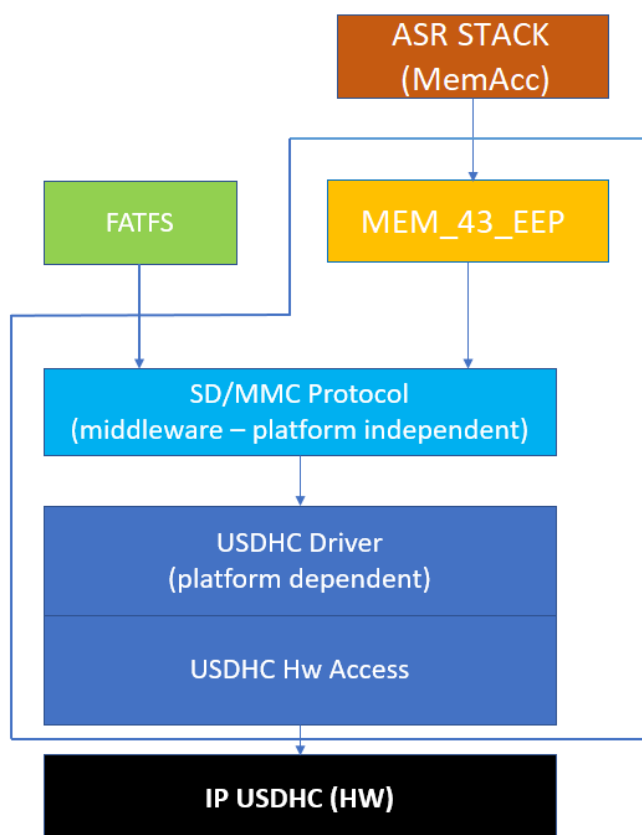 ASR STACK
(MemAcc)
FATFS
MEM_43_EEP
SD/MMC Protocol
(middleware – platform independent)
USDHC Driver
(platform dependent)
USDHC Hw Access
IP USDHC (HW)